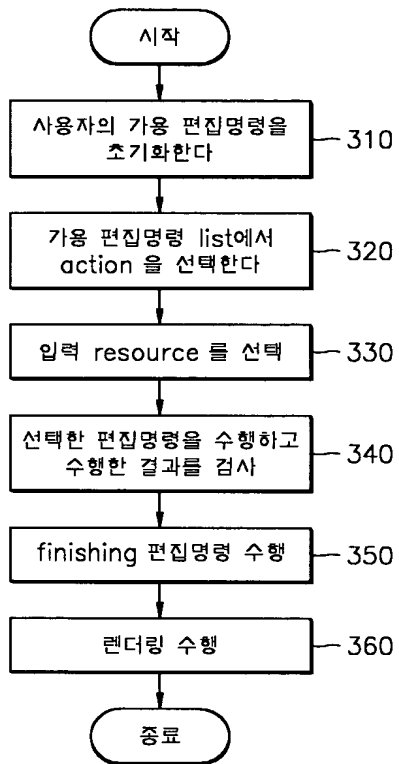 시작
사용자의 가용 편집명령을
초기화한다
310
가용 편집명령 list에서
action 을 선택한다
320
입력 resource 를 선택
330
선택한 편집명령을 수행하고
수행한 결과를 검사
340
finishing 편집명령 수행
350
렌더링 수행
360
종료